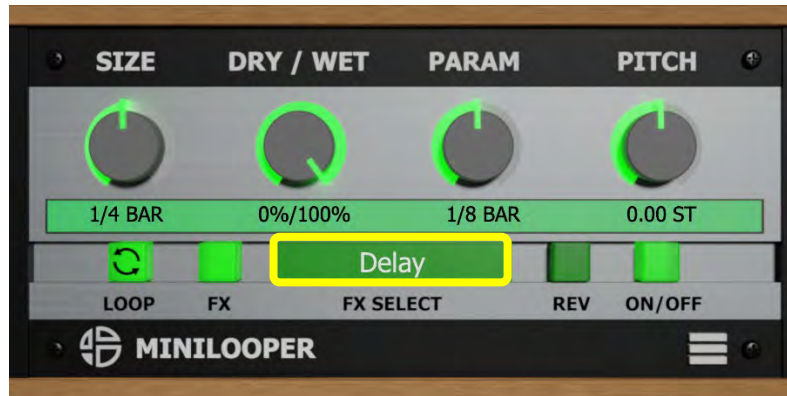 SIZE DRY / WET PARAM PITCH
1/4 BAR 0%/100% 1/8 BAR 0.00 ST
Delay
LOOP FX FX SELECT REV ON/OFF
MINILOOPER